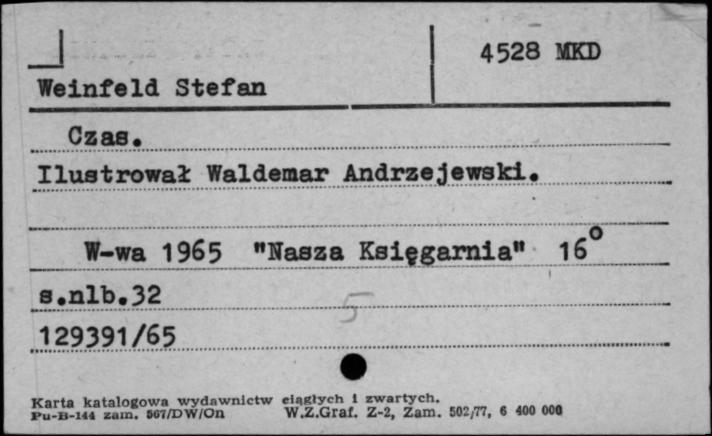 4528 MKD
Weinfeld Stefan
Czas.
Ilustrował Waldemar Andrzejewski.
W-wa 1965 "Nasza Księgarnia" 16°
s.nlb.32
5
129391/65
Karta katalogowa wydawnictw ciągłych i zwartych.
Pu-B-144 zam. 567/DW/On W.Z.Graf. Z-2, Zam. 502/77, 6 400 000